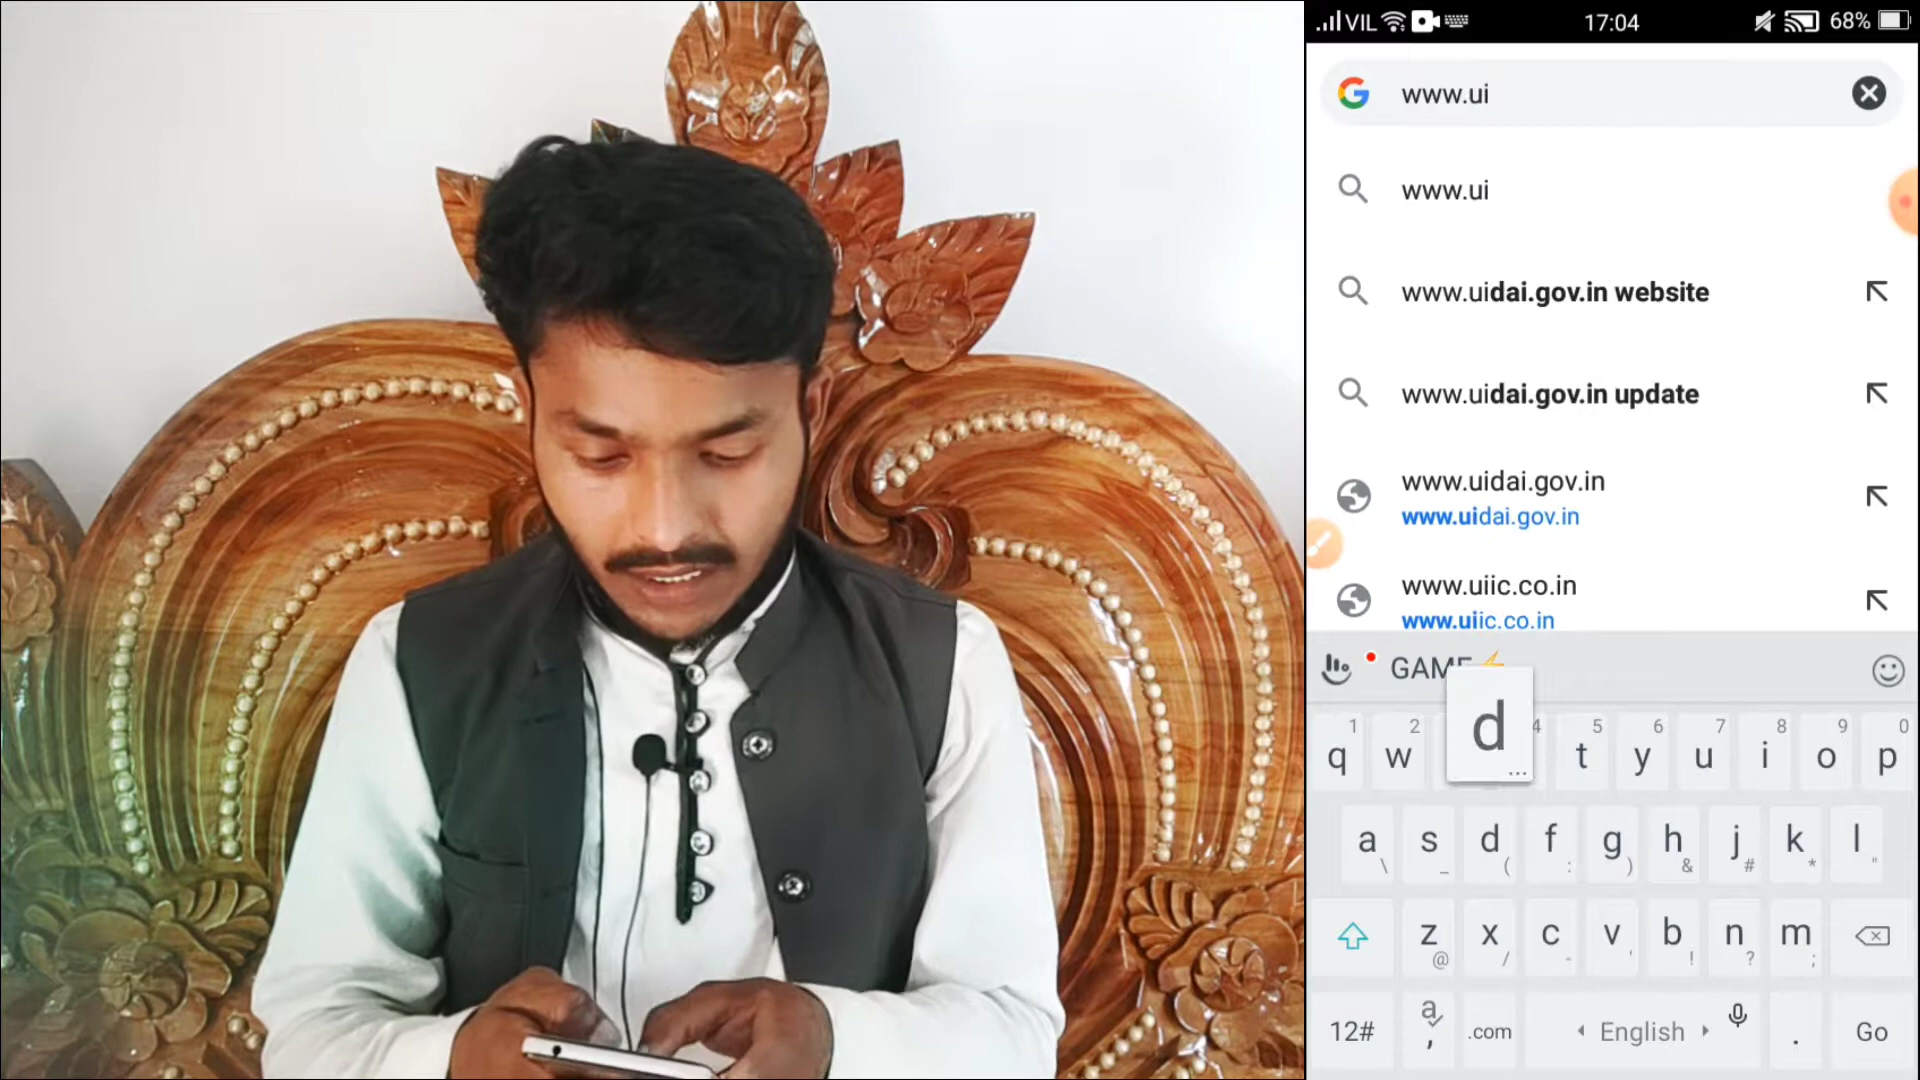 VIL 17:04 68%
www.ui
www.ui
www.uidai.gov.in website
www.uidai.gov.in update
www.uidai.gov.in
www.uidai.gov.in
www.uiic.co.in
www.uiic.co.in
d
...
1 2 4 5 6 7 8 9 0
q w t y u i o p
a s d f g h j k l
\ _ ( : ) & # * "
z x c v b n m
@ / - ' ! ? ;
12# a , .com English . Go